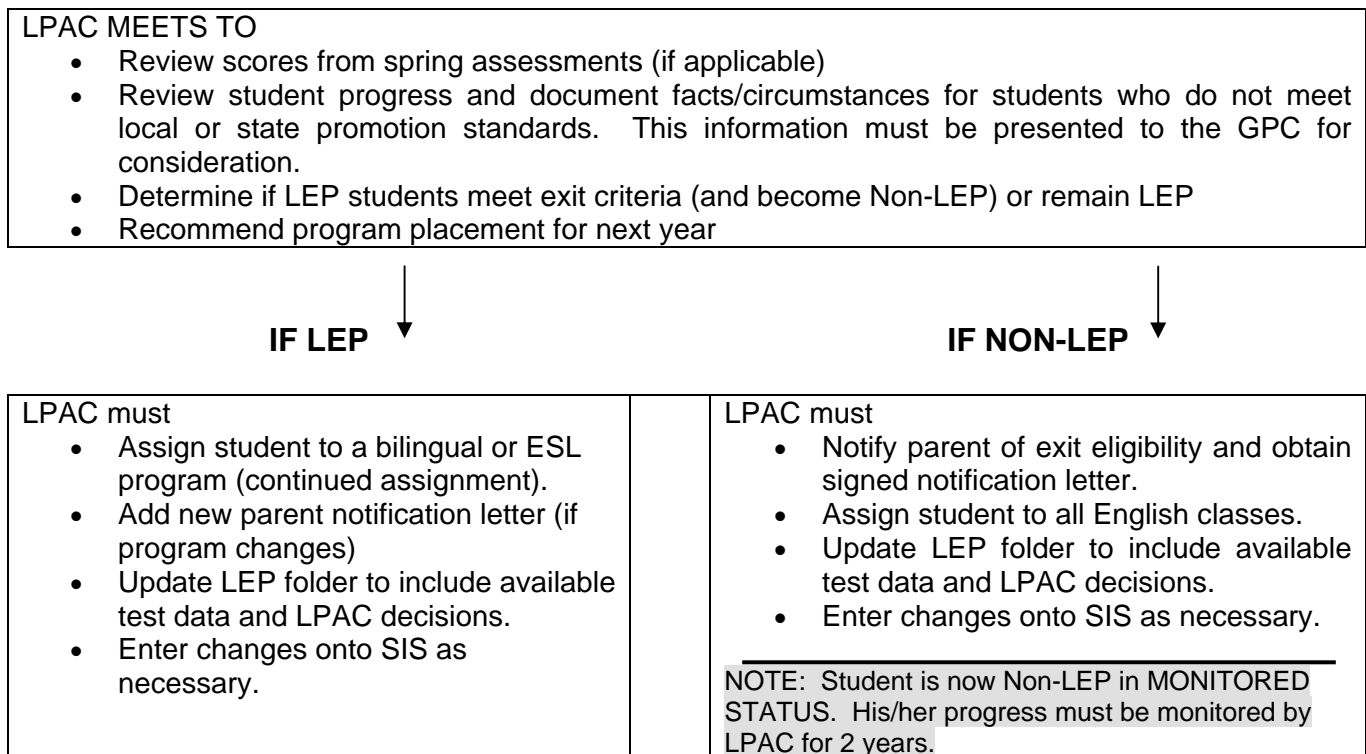 LPAC MEETS TO
• Review scores from spring assessments (if applicable)
• Review student progress and document facts/circumstances for students who do not meet
local or state promotion standards. This information must be presented to the GPC for
consideration.
• Determine if LEP students meet exit criteria (and become Non-LEP) or remain LEP
• Recommend program placement for next year
IF LEP
IF NON-LEP
LPAC must
• Assign student to a bilingual or ESL
program (continued assignment).
• Add new parent notification letter (if
program changes)
• Update LEP folder to include available
test data and LPAC decisions.
• Enter changes onto SIS as
necessary.
LPAC must
• Notify parent of exit eligibility and obtain
signed notification letter.
• Assign student to all English classes.
• Update LEP folder to include available
test data and LPAC decisions.
• Enter changes onto SIS as necessary.
NOTE: Student is now Non-LEP in MONITORED
STATUS. His/her progress must be monitored by
LPAC for 2 years.